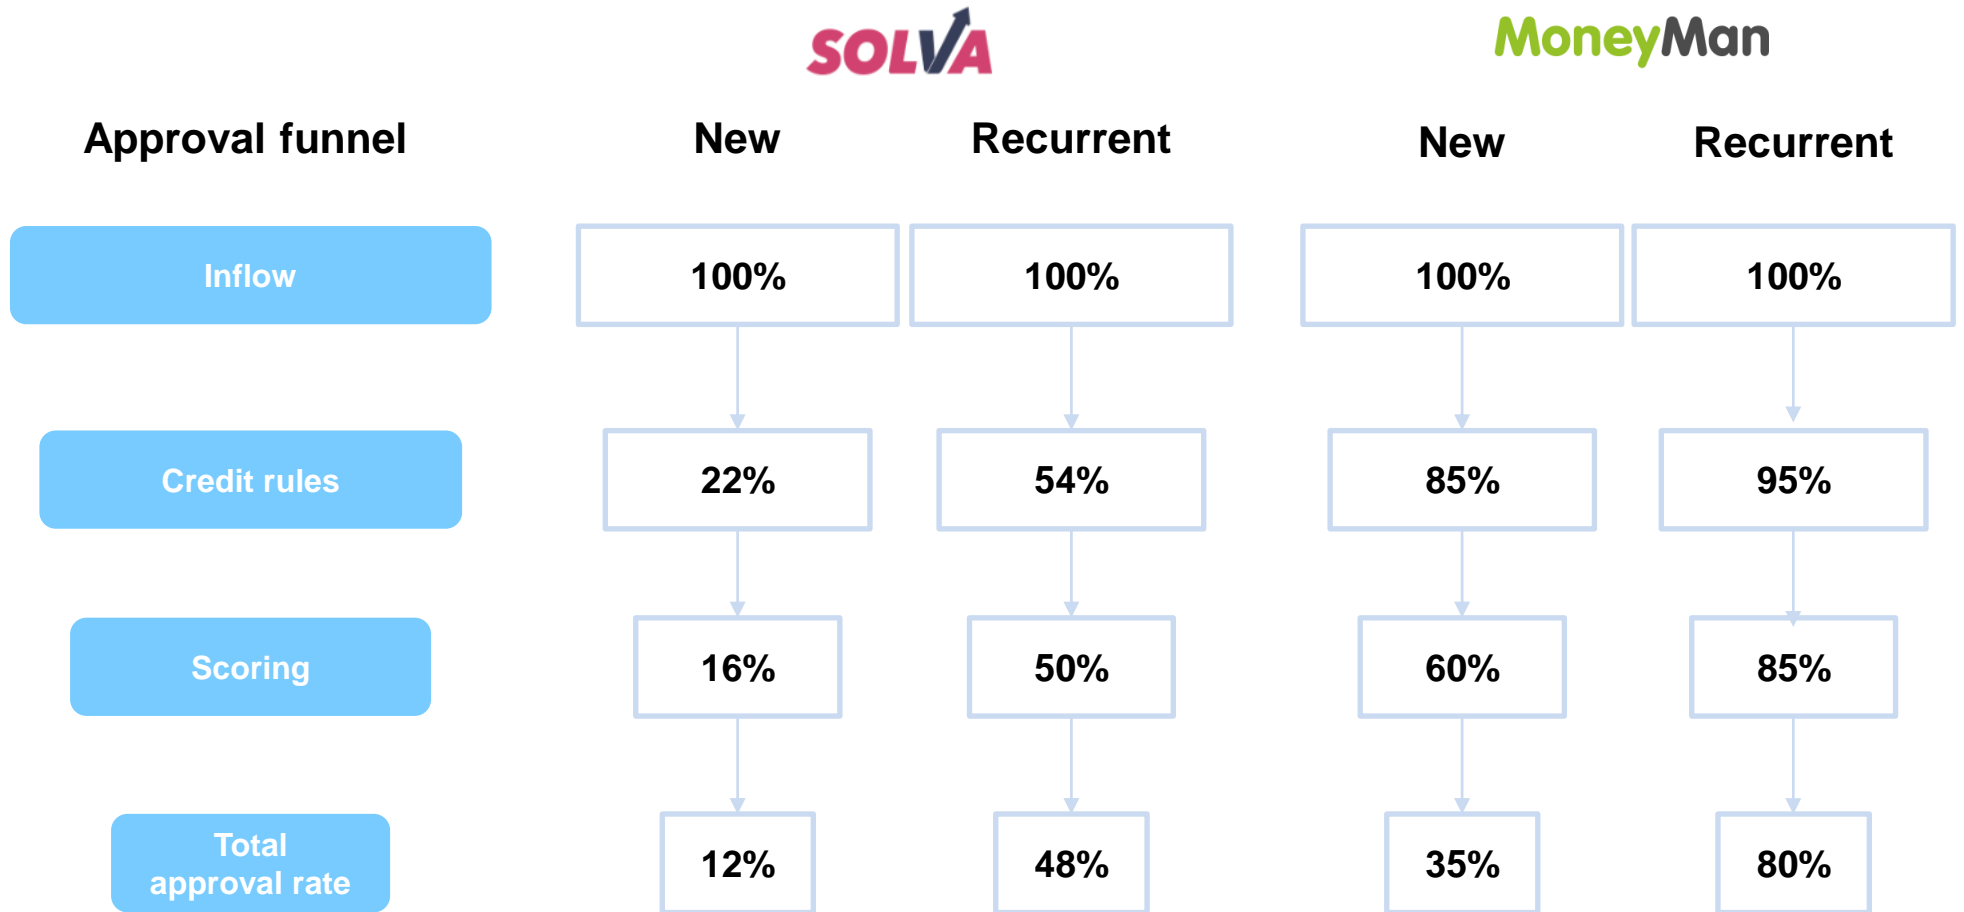 SOLVA
MoneyMan
Approval funnel
New
Recurrent
New
Recurrent
Inflow
100%
100%
100%
100%
Credit rules
22%
54%
85%
95%
Scoring
16%
50%
60%
85%
Total
approval rate
12%
48%
35%
80%